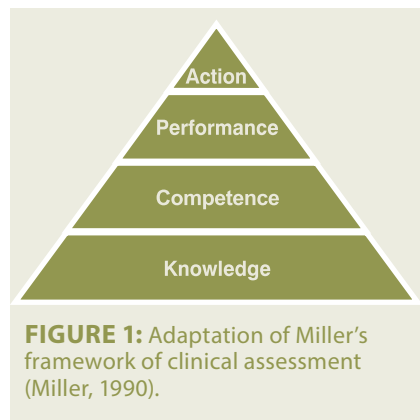 Action
Performance
Competence
Knowledge
FIGURE 1: Adaptation of Miller’s
framework of clinical assessment
(Miller, 1990).